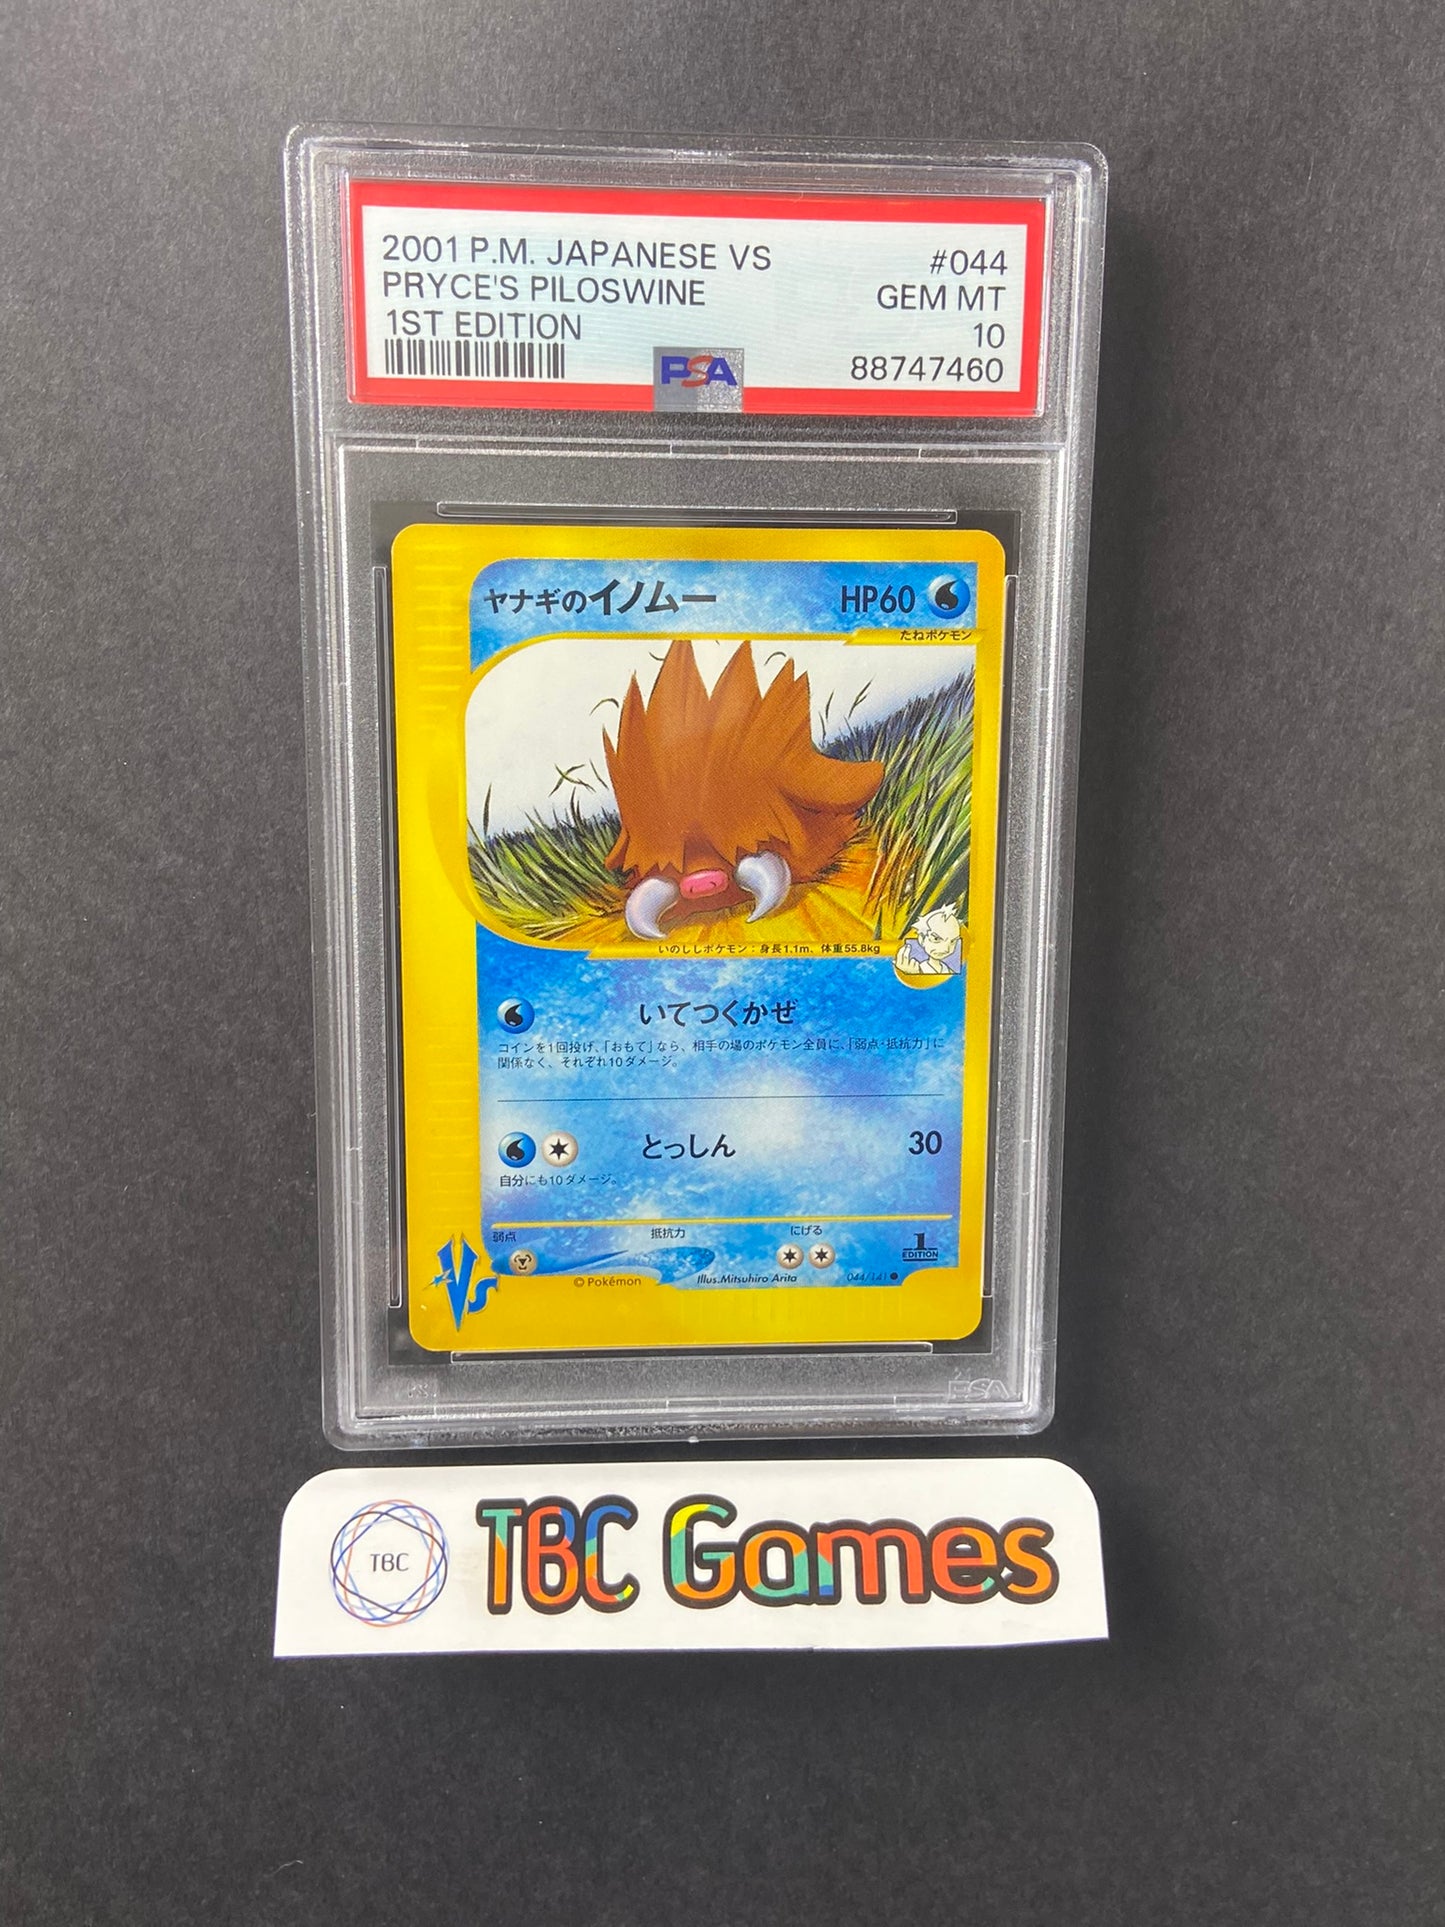 2001 P.M. JAPANESE VS #044
PRYCE'S PILOSWINE GEM MT
1ST EDITION 10
PSA 88747460
ヤナギのイノムー HP60
たねポケモン
いのししポケモン：身長1.1m、体重55.8kg
いてつくかぜ
コインを1回投げ、「おもて」なら、相手の場のポケモン全員に、「弱点・抵抗力」に
関係なく、それぞれ10ダメージ。
とっしん 30
自分にも10ダメージ。
弱点 抵抗力 にげる
1
EDITION
VS
©Pokémon Illus.Mitsuhiro Arita 044/141
PSA
TBC TBC Games